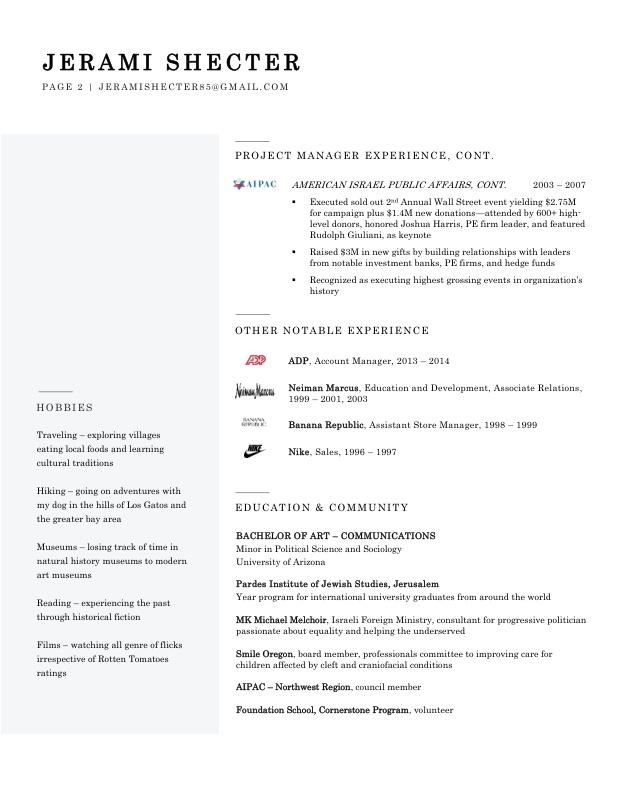 JERAMI SHECTER
PAGE 2 | JERAMISHECTER85@GMAIL.COM
HOBBIES
Traveling – exploring villages
eating local foods and learning
cultural traditions
Hiking – going on adventures with
my dog in the hills of Los Gatos and
the greater bay area
Museums – losing track of time in
natural history museums to modern
art museums
Reading – experiencing the past
through historical fiction
Films – watching all genre of flicks
irrespective of Rotten Tomatoes
ratings
PROJECT MANAGER EXPERIENCE, CONT.
AIPAC
AMERICAN ISRAEL PUBLIC AFFAIRS, CONT. 2003 – 2007
▪ Executed sold out 2nd Annual Wall Street event yielding $2.75M
for campaign plus $1.4M new donations—attended by 600+ high-
level donors, honored Joshua Harris, PE firm leader, and featured
Rudolph Giuliani, as keynote
▪ Raised $3M in new gifts by building relationships with leaders
from notable investment banks, PE firms, and hedge funds
▪ Recognized as executing highest grossing events in organization's
history
OTHER NOTABLE EXPERIENCE
ADP
ADP, Account Manager, 2013 – 2014
Neiman Marcus
Neiman Marcus, Education and Development, Associate Relations,
1999 – 2001, 2003
BANANA
REPUBLIC
Banana Republic, Assistant Store Manager, 1998 – 1999
NIKE
Nike, Sales, 1996 – 1997
EDUCATION & COMMUNITY
BACHELOR OF ART – COMMUNICATIONS
Minor in Political Science and Sociology
University of Arizona
Pardes Institute of Jewish Studies, Jerusalem
Year program for international university graduates from around the world
MK Michael Melchoir, Israeli Foreign Ministry, consultant for progressive politician
passionate about equality and helping the underserved
Smile Oregon, board member, professionals committee to improving care for
children affected by cleft and craniofacial conditions
AIPAC – Northwest Region, council member
Foundation School, Cornerstone Program, volunteer